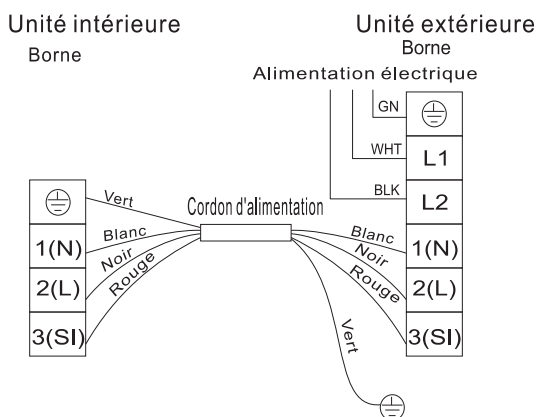 Unité intérieure
Borne
Unité extérieure
Borne
Alimentation électrique
GN
WHT
L1
BLK
L2
Vert
Cordon d'alimentation
1(N)
Blanc
Blanc
1(N)
2(L)
Noir
Noir
2(L)
Rouge
Rouge
3(SI)
3(SI)
Vert